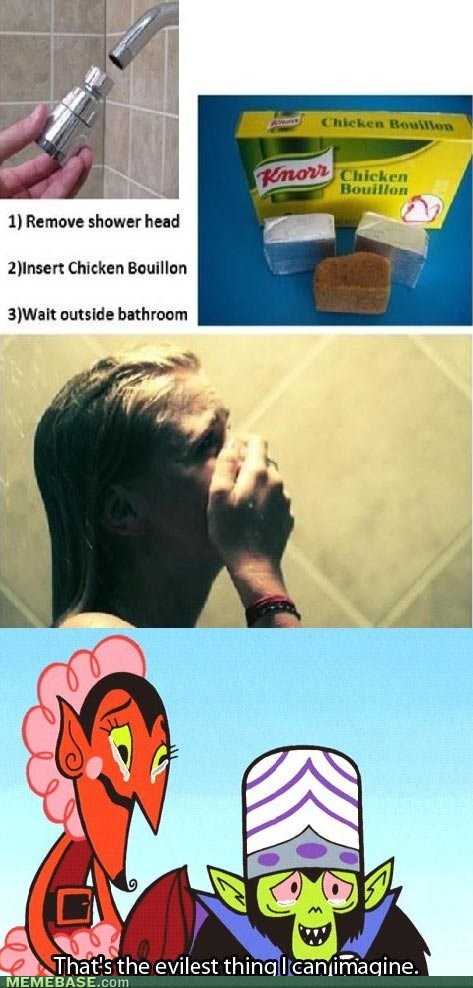 Chicken Bouillon
Knorr
Chicken
Bouillon
1) Remove shower head
2)Insert Chicken Bouillon
3)Wait outside bathroom
That's the evilest thing I can imagine.
MEMEBASE.com